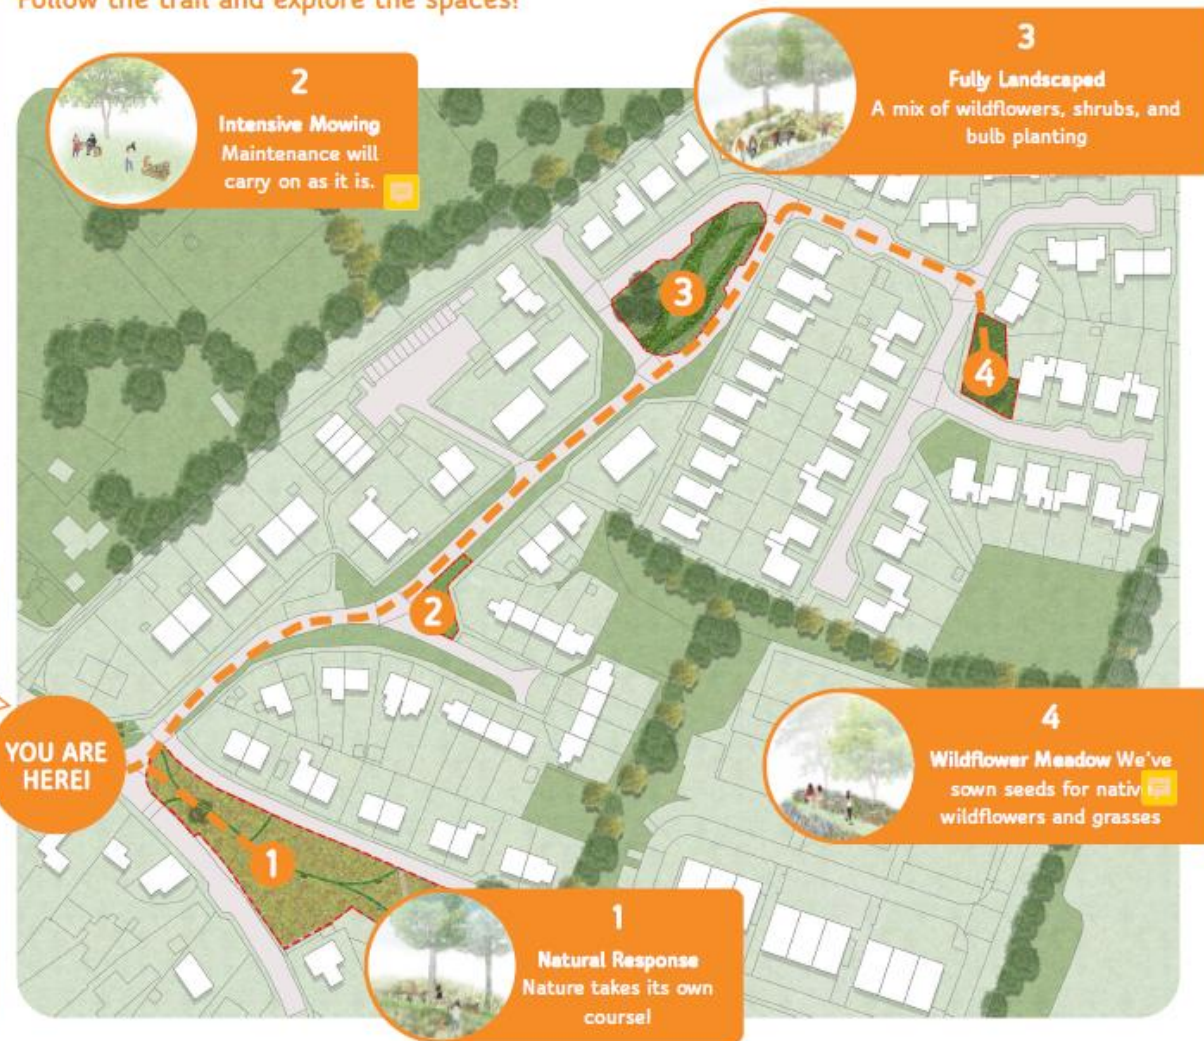 Follow the trail and explore the spaces!
2
Intensive Mowing
Maintenance will
carry on as it is.
3
Fully Landscaped
A mix of wildflowers, shrubs, and
bulb planting
3
4
2
YOU ARE
HERE!
1
4
Wildflower Meadow We've
sown seeds for
wildflowers and grasses
1
Natural Response
Nature takes its own
course!